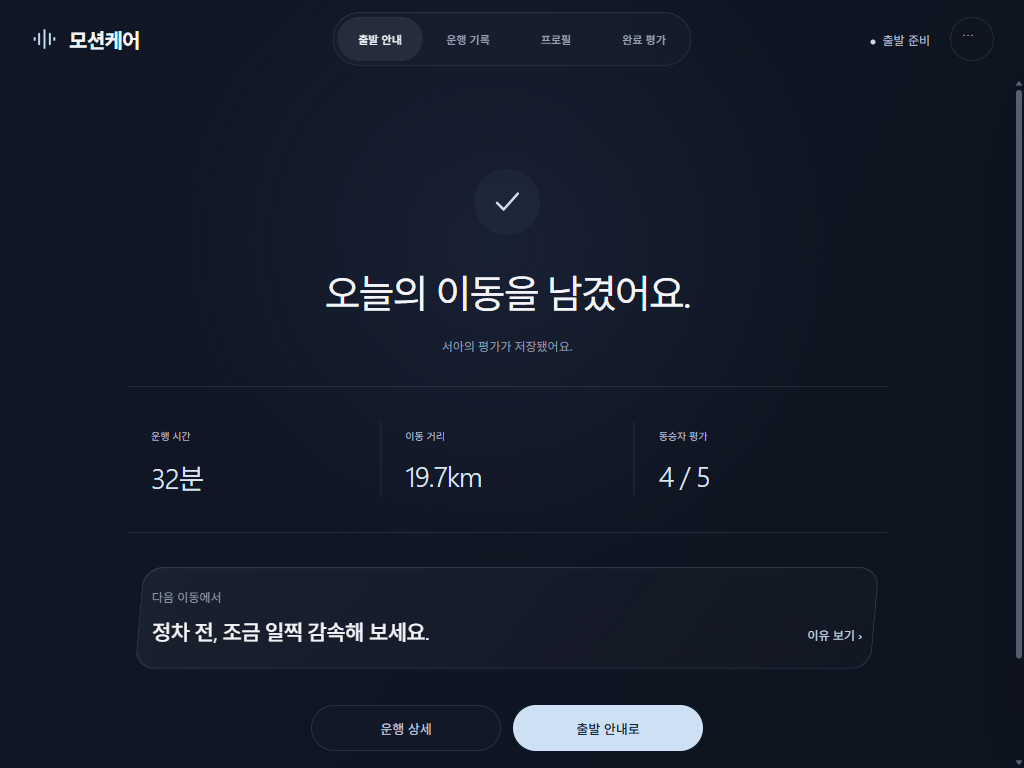 모션케어
출발 안내
운행 기록
프로필
완료 평가
출발 준비
...
오늘의 이동을 남겼어요.
서아의 평가가 저장됐어요.
운행 시간
이동 거리
동승자 평가
32분
19.7km
4 / 5
다음 이동에서
정차 전, 조금 일찍 감속해 보세요.
이유 보기 ›
운행 상세
출발 안내로